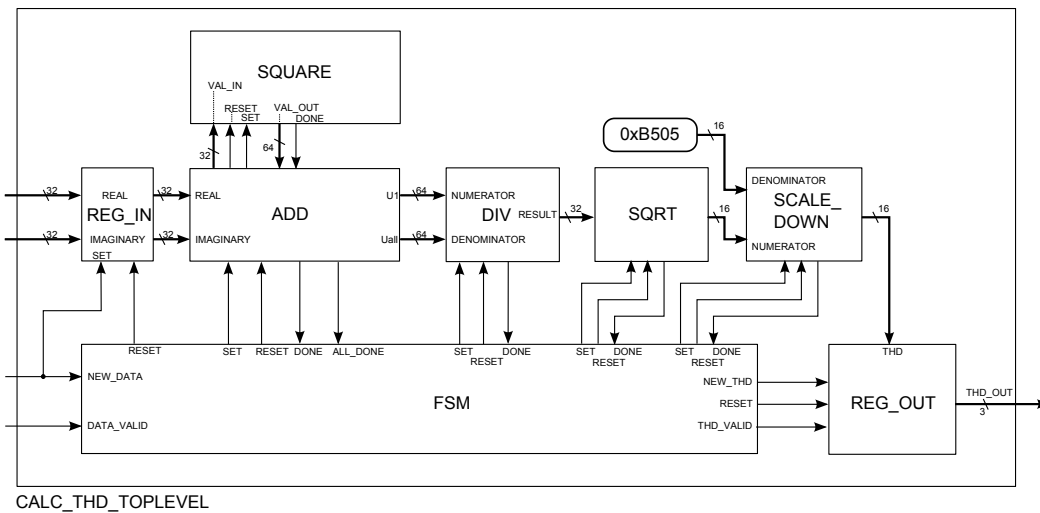 SQUARE
VAL_IN
RESET
VAL_OUT
SET
DONE
32
64
0xB505
16
32
REAL
REG_IN
IMAGINARY
SET
32
32
32
REAL
ADD
IMAGINARY
U1
Uall
64
64
NUMERATOR
DIV
RESULT
DENOMINATOR
32
SQRT
16
DENOMINATOR
SCALE_
DOWN
NUMERATOR
16
RESET
SET
RESET
DONE
ALL_DONE
SET
DONE
RESET
SET
DONE
RESET
SET
DONE
RESET
THD
NEW_DATA
FSM
NEW_THD
RESET
REG_OUT
THD_OUT
3
DATA_VALID
THD_VALID
CALC_THD_TOPLEVEL